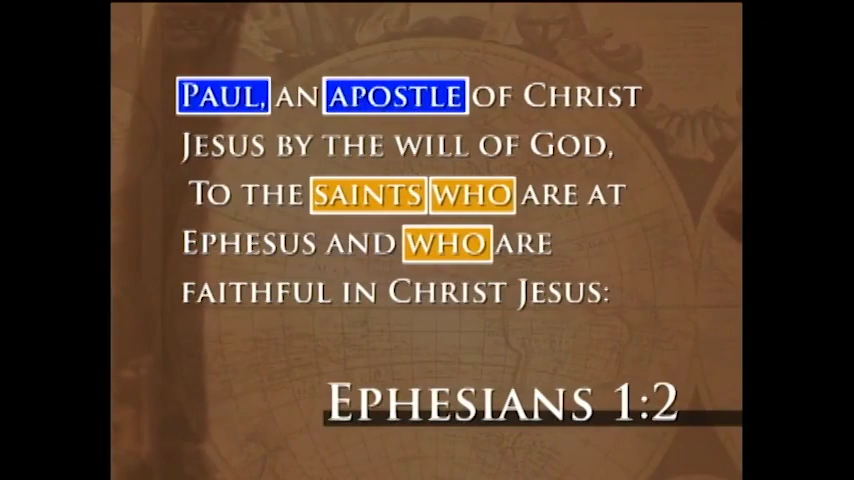 Paul, an apostle of Christ
Jesus by the will of God,
To the saints who are at
Ephesus and who are
faithful in Christ Jesus:
Ephesians 1:2